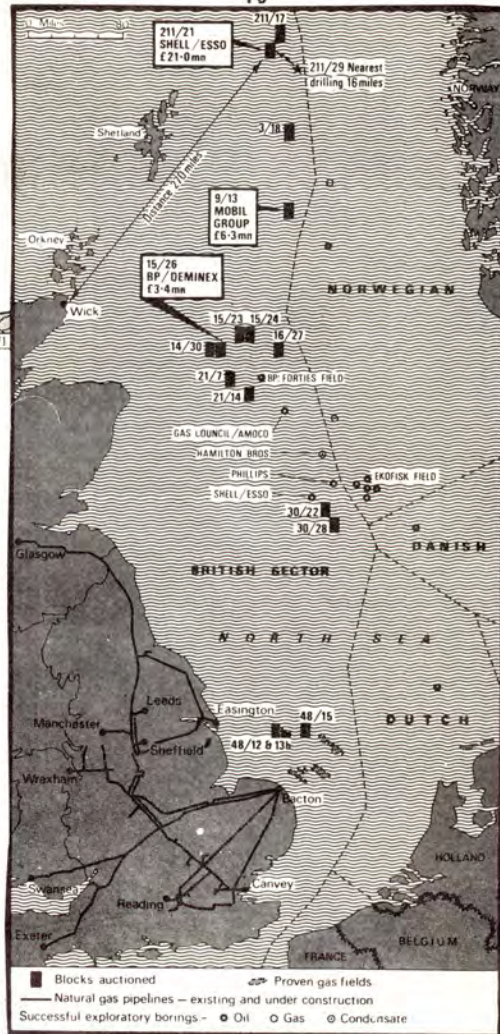 0 Miles 80
211/17
211/21
SHELL/ESSO
£21·0mn
211/29 Nearest
drilling 16 miles
NORWAY
Shetland
3/18
Distance 270 miles
9/13
MOBIL
GROUP
£6·3mn
Orkney
NORWEGIAN
15/26
BP/DEMINEX
£3·4mn
Wick
15/23 15/24
14/30
16/27
21/7
BP: FORTIES FIELD
21/14
GAS COUNCIL/AMOCO
HAMILTON BROS
PHILLIPS
EKOFISK FIELD
SHELL/ESSO
30/22
30/28
Glasgow
DANISH
BRITISH SECTOR
NORTH SEA
Leeds
Easington
48/15
DUTCH
Manchester
Sheffield
48/12 & 13b
Wrexham
Bacton
HOLLAND
Swansea
Canvey
Reading
Exeter
BELGIUM
FRANCE
Blocks auctioned Proven gas fields
Natural gas pipelines — existing and under construction
Successful exploratory borings - Oil Gas Condensate